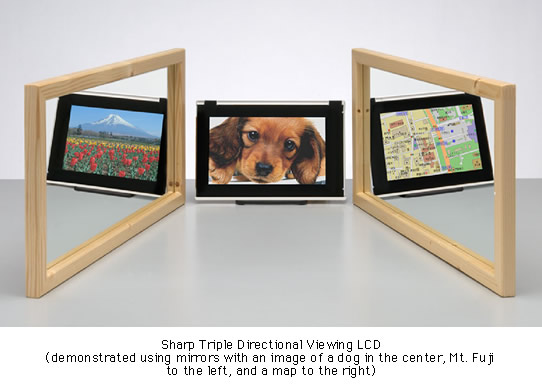 Sharp Triple Directional Viewing LCD
(demonstrated using mirrors with an image of a dog in the center, Mt. Fuji
to the left, and a map to the right)